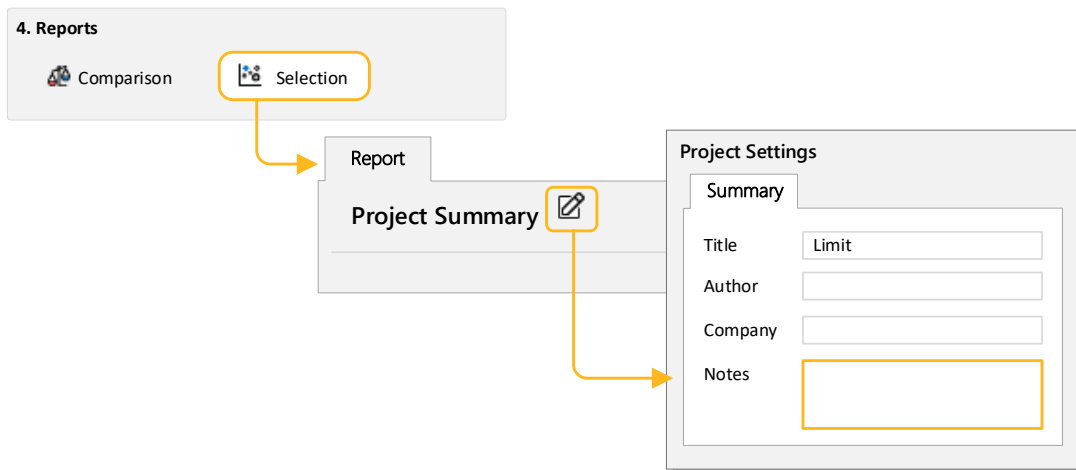 4. Reports
Comparison
Selection
Report
Project Summary
Project Settings
Summary
Title
Limit
Author
Company
Notes